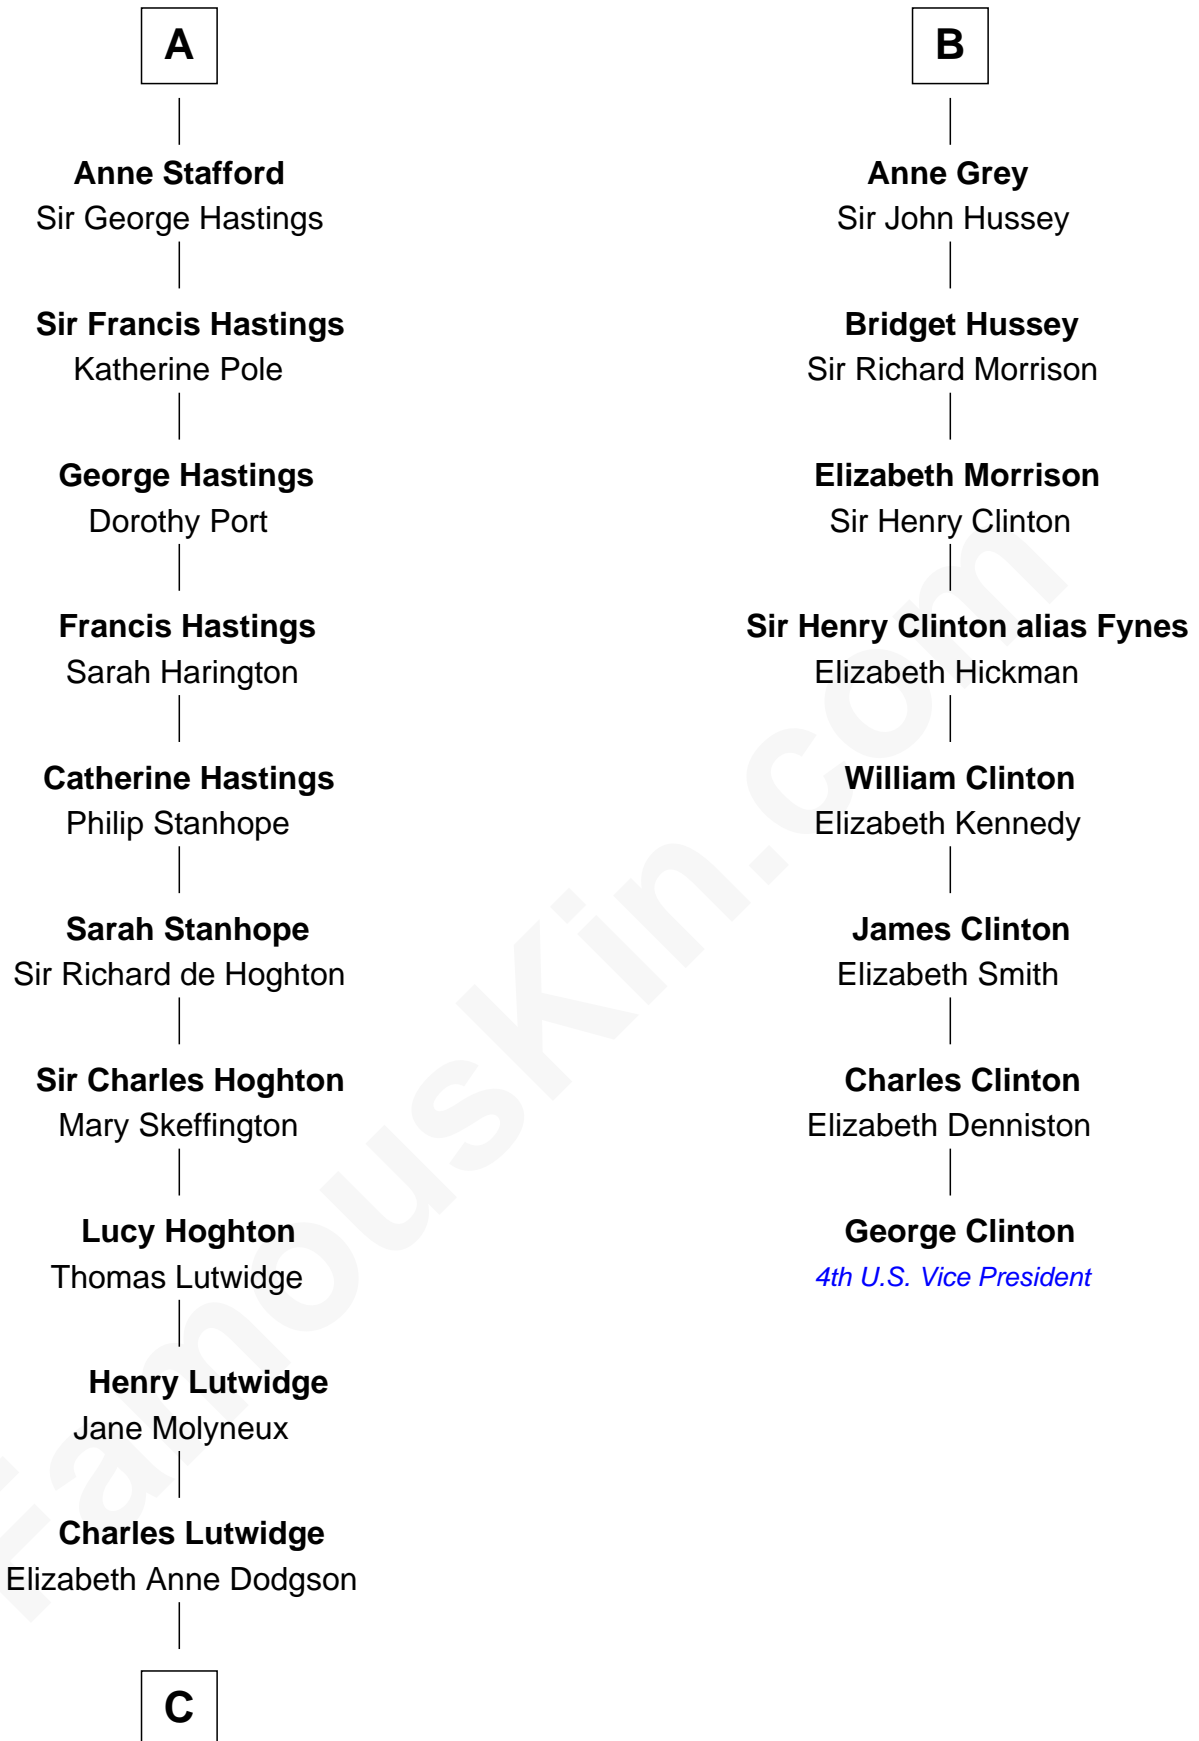 A
Anne Stafford
Sir George Hastings
Sir Francis Hastings
Katherine Pole
George Hastings
Dorothy Port
Francis Hastings
Sarah Harington
Catherine Hastings
Philip Stanhope
Sarah Stanhope
Sir Richard de Hoghton
Sir Charles Hoghton
Mary Skeffington
Lucy Hoghton
Thomas Lutwidge
Henry Lutwidge
Jane Molyneux
Charles Lutwidge
Elizabeth Anne Dodgson
C
B
Anne Grey
Sir John Hussey
Bridget Hussey
Sir Richard Morrison
Elizabeth Morrison
Sir Henry Clinton
Sir Henry Clinton alias Fynes
Elizabeth Hickman
William Clinton
Elizabeth Kennedy
James Clinton
Elizabeth Smith
Charles Clinton
Elizabeth Denniston
George Clinton
4th U.S. Vice President
FamousKin.com